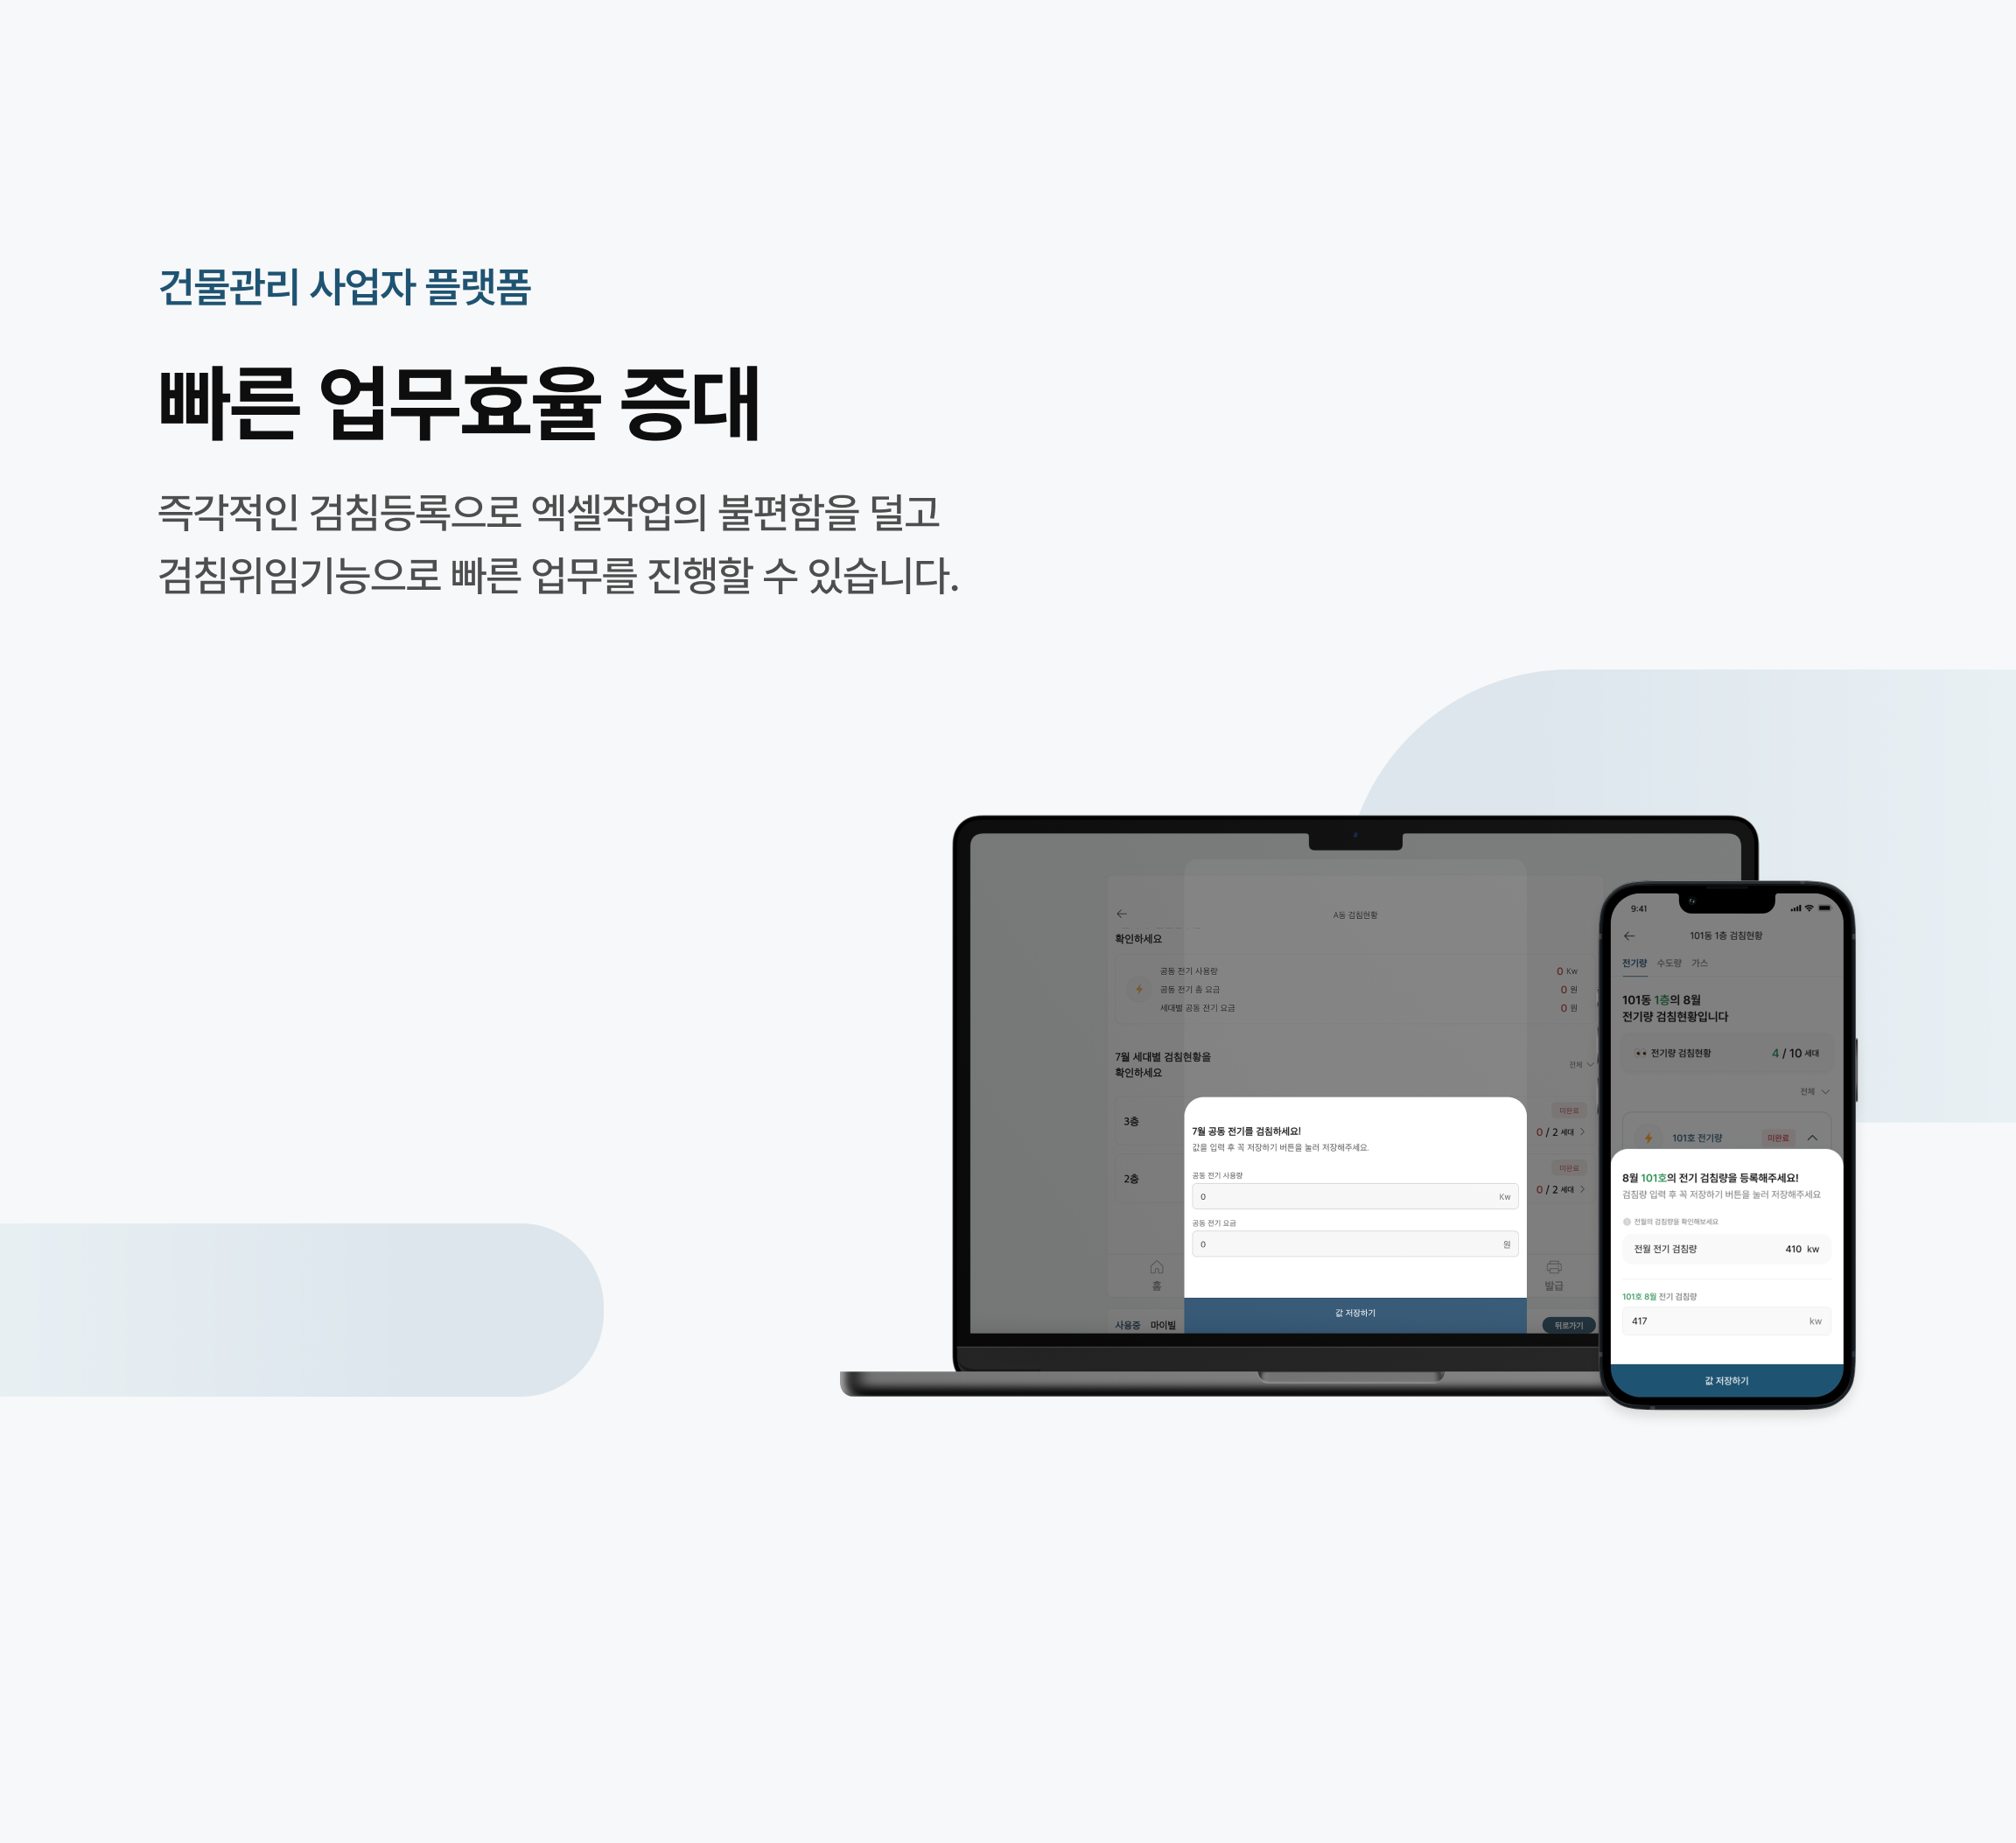 건물관리 사업자 플랫폼
빠른 업무효율 증대
즉각적인 검침등록으로 엑셀작업의 불편함을 덜고
검침위임기능으로 빠른 업무를 진행할 수 있습니다.
A동 검침현황
확인하세요
공동 전기 사용량
0 Kw
공동 전기 총 요금
0 원
세대별 공동 전기 요금
0 원
7월 세대별 검침현황을
확인하세요
전체
3층
미완료
0 / 2 세대
2층
미완료
0 / 2 세대
홈
발급
사용중 마이빌
뒤로가기
7월 공동 전기를 검침하세요!
값을 입력 후 꼭 저장하기 버튼을 눌러 저장해주세요.
공동 전기 사용량
0 Kw
공동 전기 요금
0 원
값 저장하기
9:41
101동 1층 검침현황
전기량 수도량 가스
101동 1층의 8월
전기량 검침현황입니다
전기량 검침현황
4 / 10 세대
전체
101호 전기량
미완료
8월 101호의 전기 검침량을 등록해주세요!
검침량 입력 후 꼭 저장하기 버튼을 눌러 저장해주세요
전월의 검침량을 확인해보세요
전월 전기 검침량
410 kw
101호 8월 전기 검침량
417 kw
값 저장하기